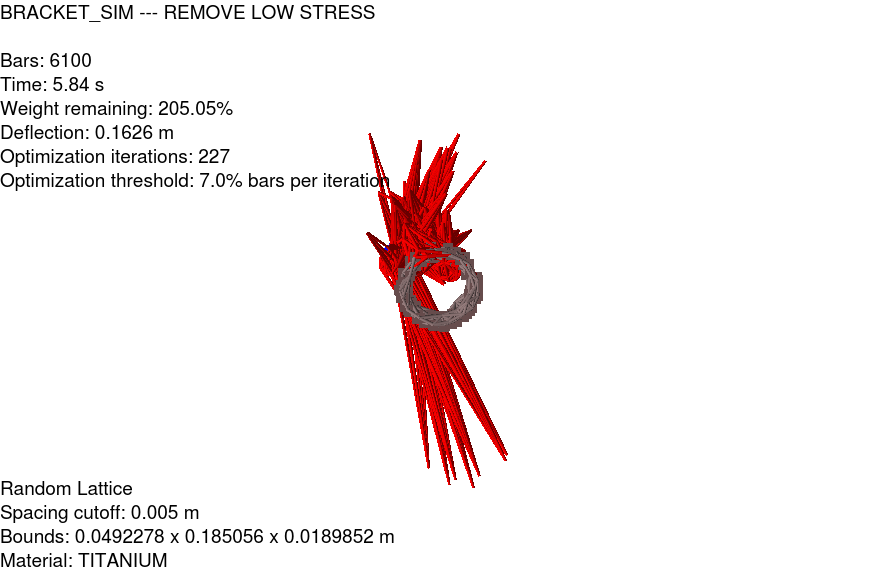 BRACKET_SIM --- REMOVE LOW STRESS
Bars: 6100
Time: 5.84 s
Weight remaining: 205.05%
Deflection: 0.1626 m
Optimization iterations: 227
Optimization threshold: 7.0% bars per iteration
Random Lattice
Spacing cutoff: 0.005 m
Bounds: 0.0492278 x 0.185056 x 0.0189852 m
Material: TITANIUM